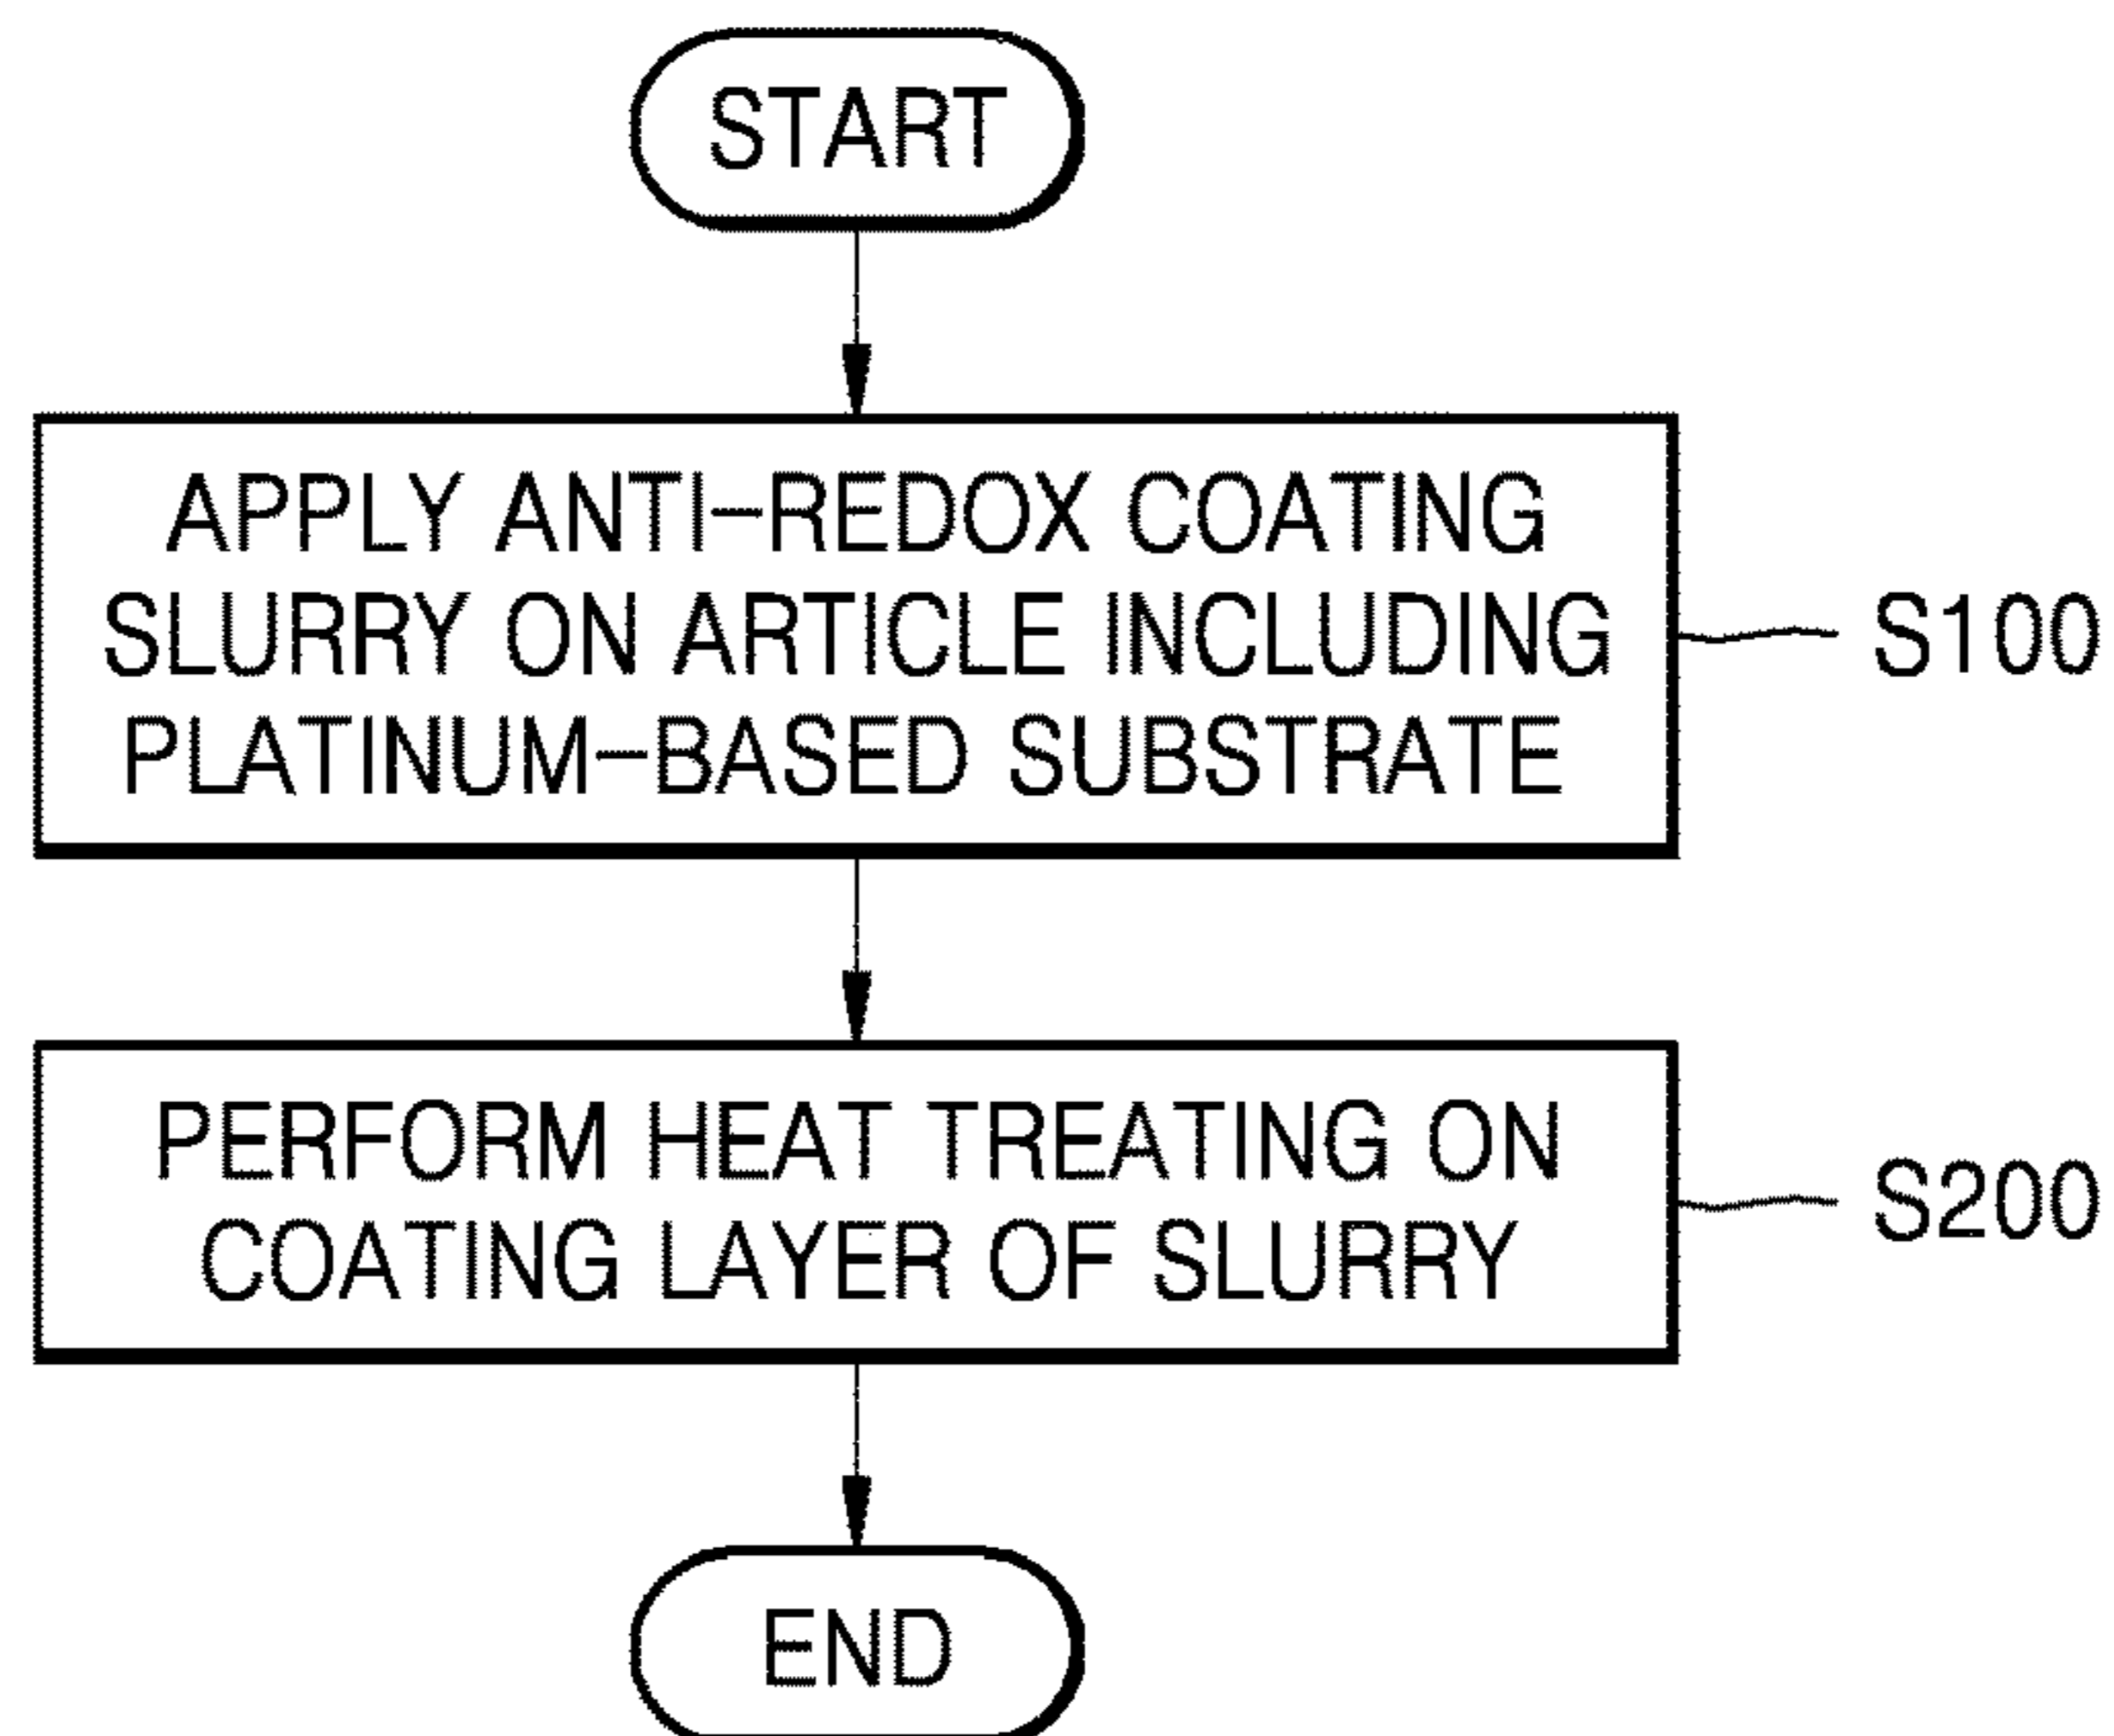 START
APPLY ANTI-REDOX COATING
SLURRY ON ARTICLE INCLUDING
PLATINUM-BASED SUBSTRATE
S100
PERFORM HEAT TREATING ON
COATING LAYER OF SLURRY
S200
END